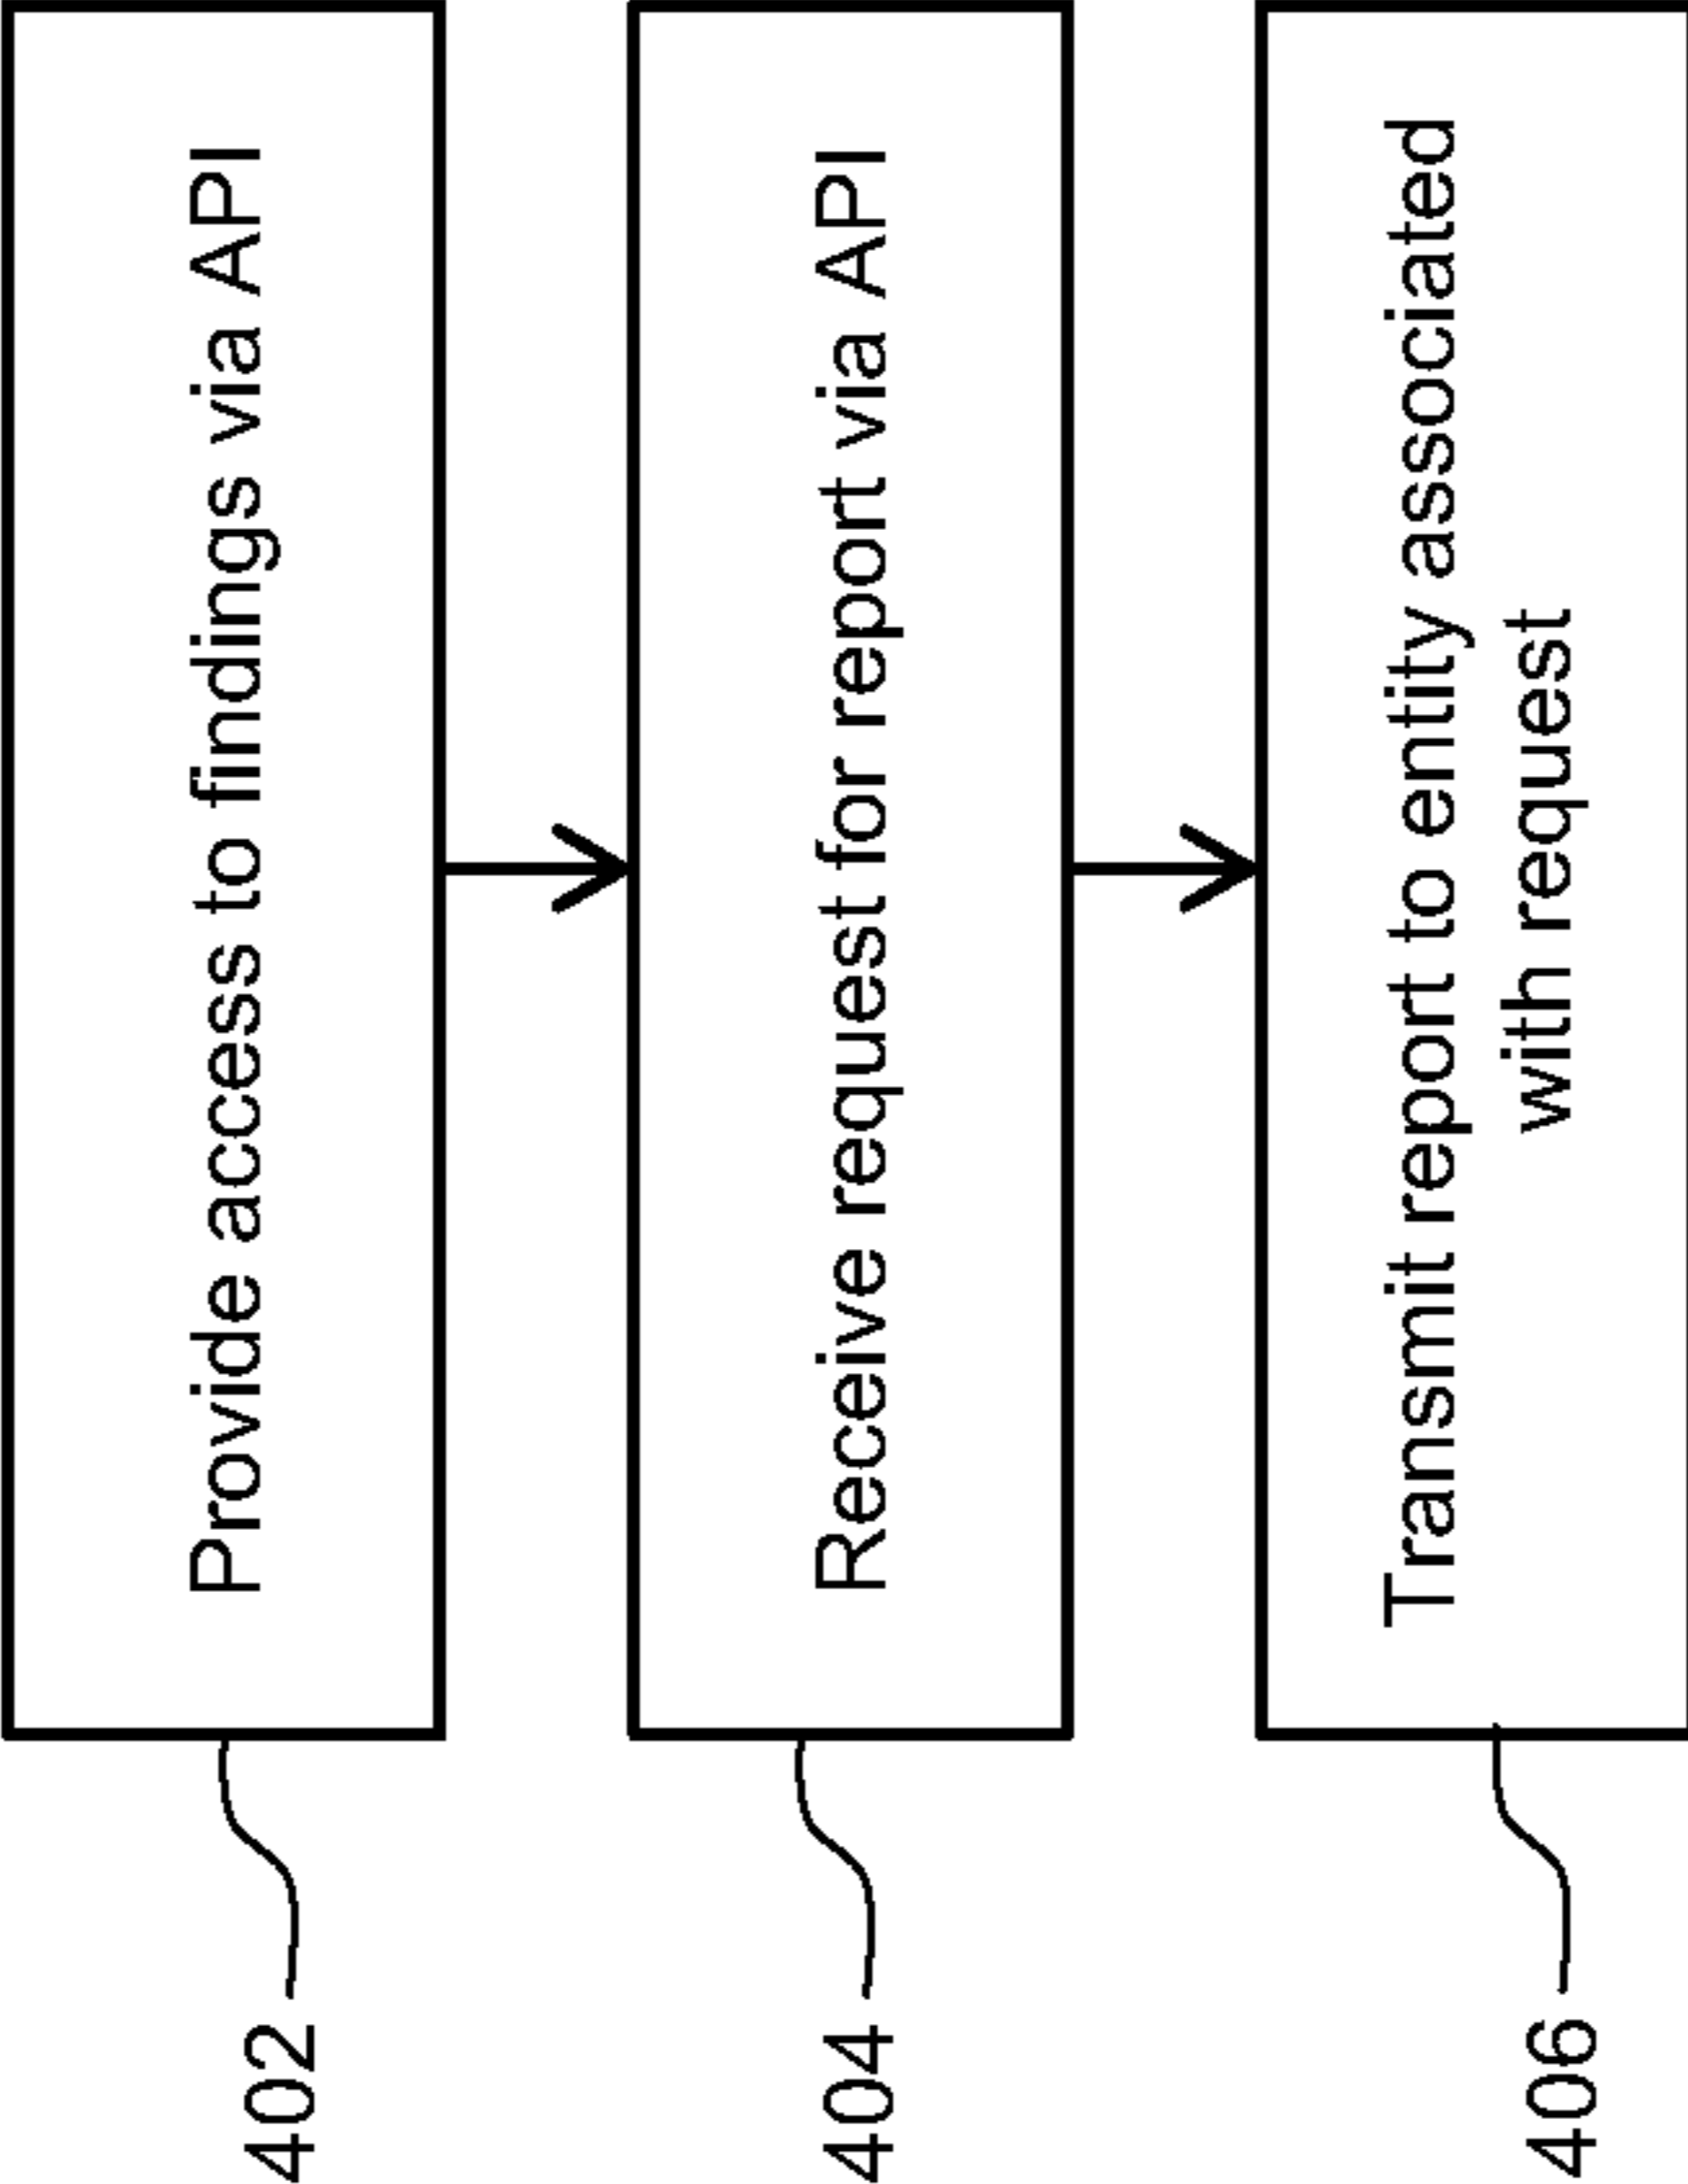 402
Provide access to findings via API
404
Receive request for report via API
406
Transmit report to entity associated
with request